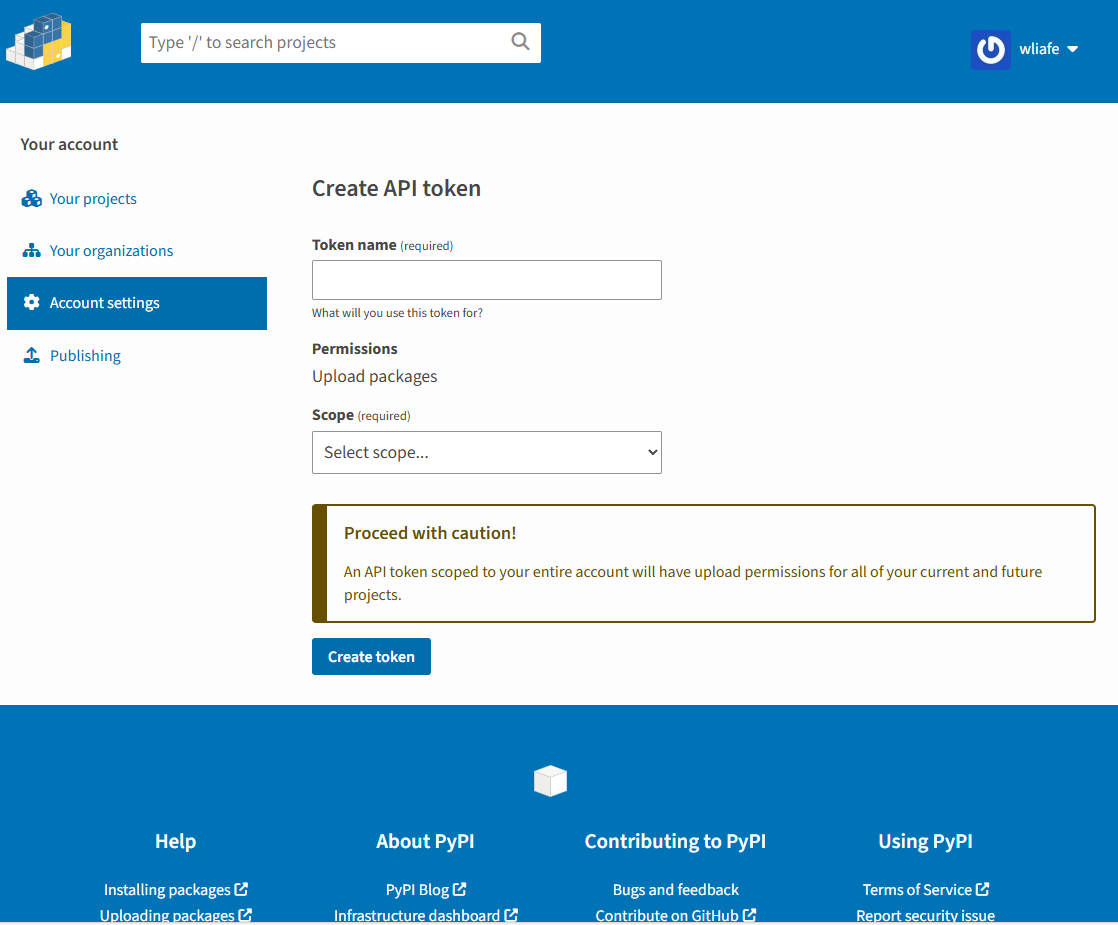 Type '/' to search projects
wliafe
Your account
Your projects
Your organizations
Account settings
Publishing
Create API token
Token name (required)
What will you use this token for?
Permissions
Upload packages
Scope (required)
Select scope...
Proceed with caution!
An API token scoped to your entire account will have upload permissions for all of your current and future
projects.
Create token
Help
Installing packages
Uploading packages
About PyPI
PyPI Blog
Infrastructure dashboard
Contributing to PyPI
Bugs and feedback
Contribute on GitHub
Using PyPI
Terms of Service
Report security issue